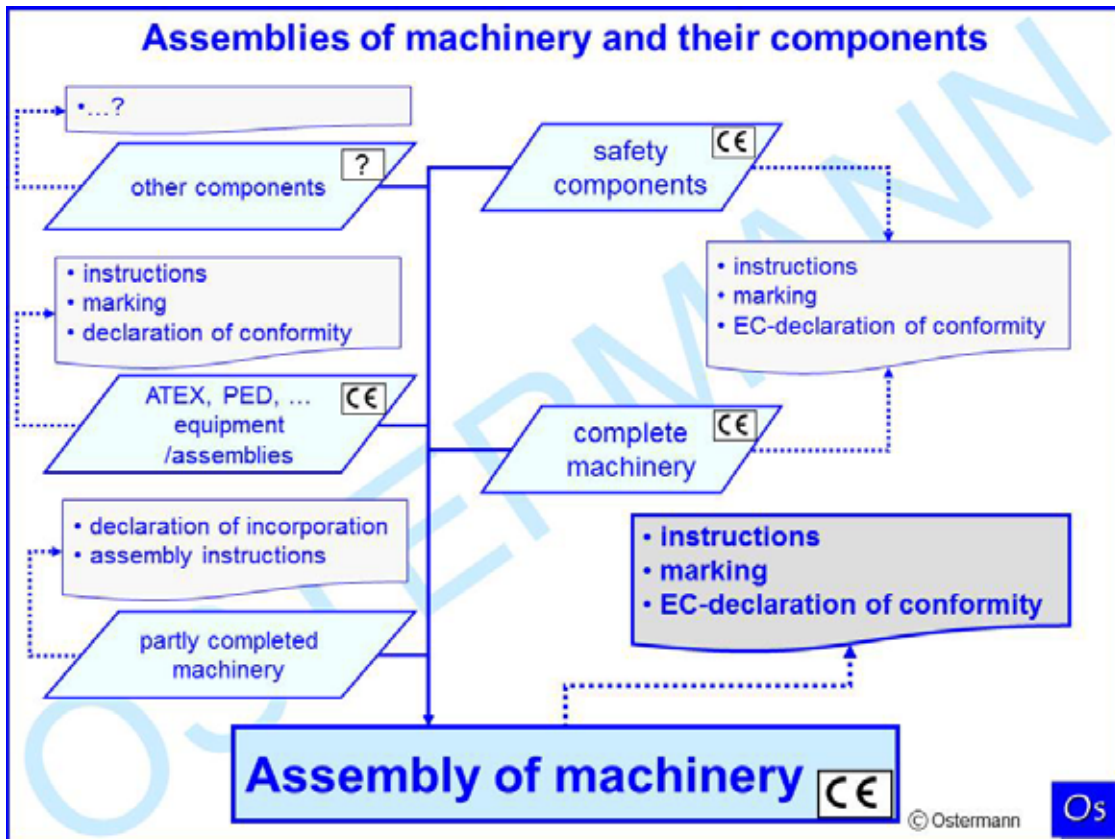 Assemblies of machinery and their components
•…?
?
other components
• instructions
• marking
• declaration of conformity
ATEX, PED, …
CE
equipment
/assemblies
• declaration of incorporation
• assembly instructions
partly completed
machinery
safety
components
CE
• instructions
• marking
• EC-declaration of conformity
complete
machinery
CE
• instructions
• marking
• EC-declaration of conformity
Assembly of machinery
CE
© Ostermann
Os
OSTERMANN